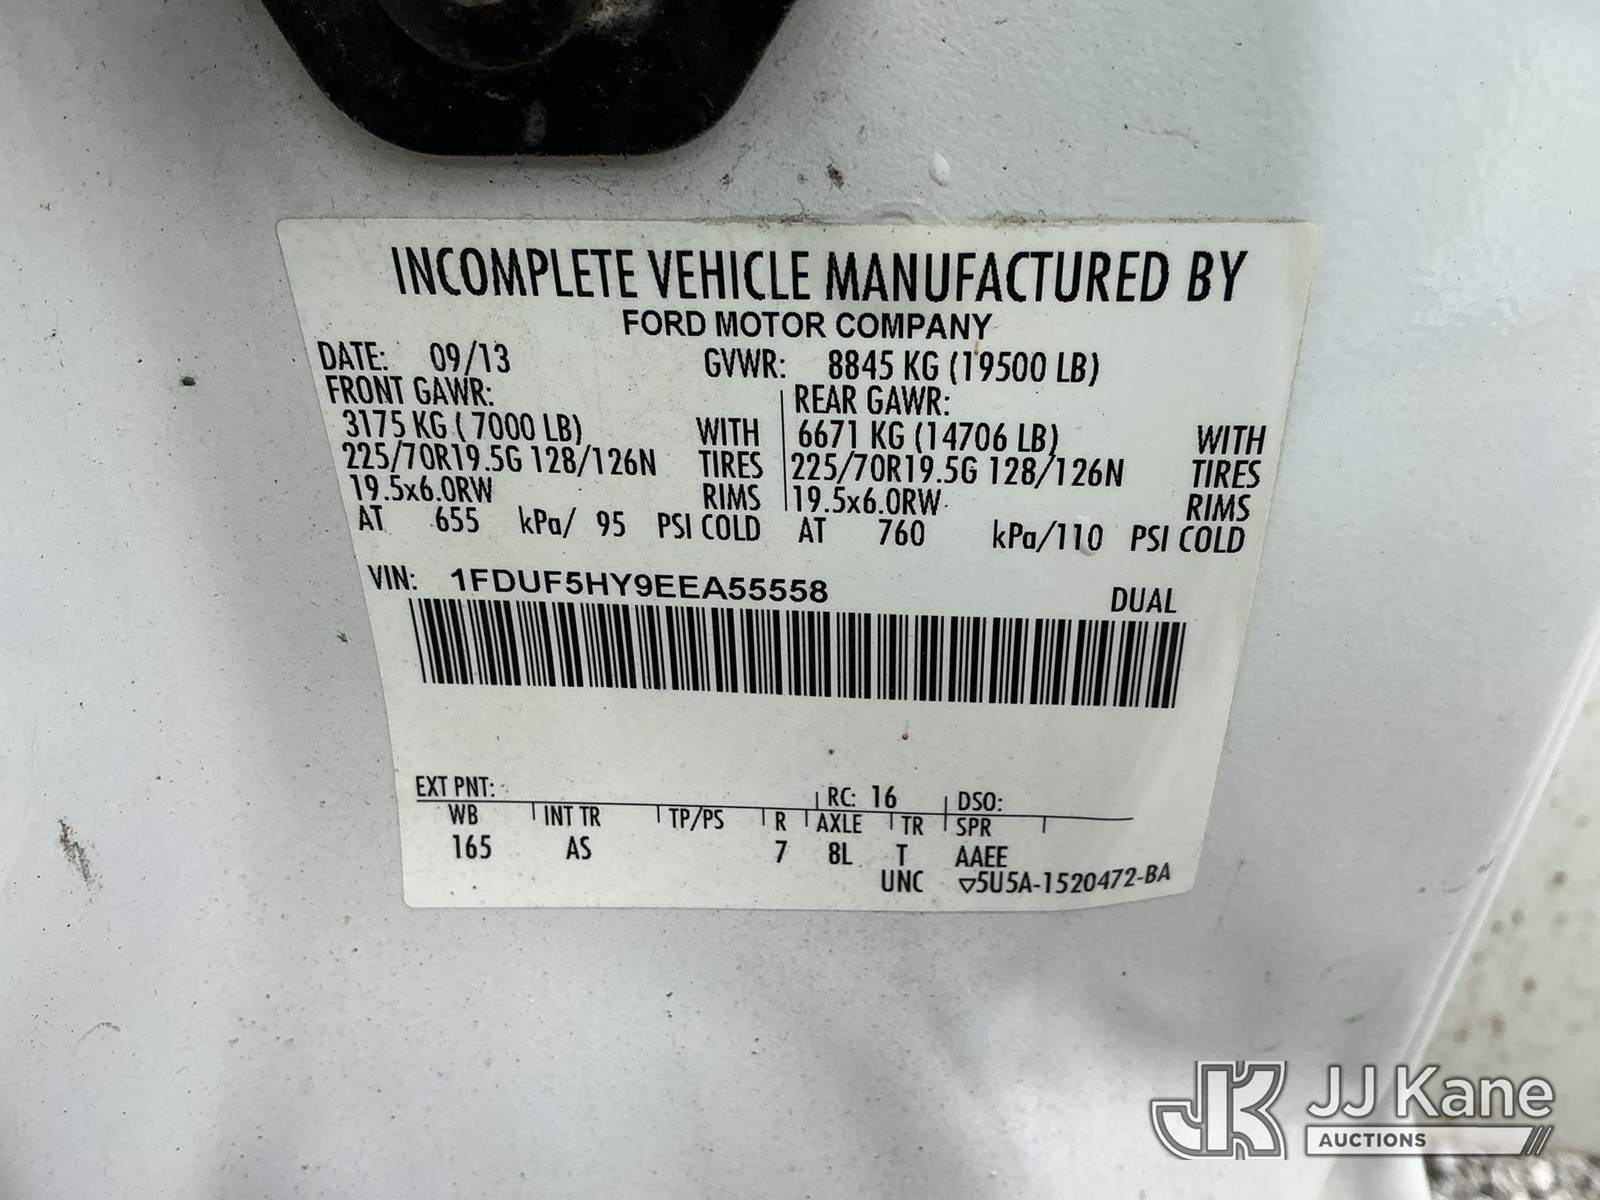 INCOMPLETE VEHICLE MANUFACTURED BY
FORD MOTOR COMPANY
DATE: 09/13 GVWR: 8845 KG (19500 LB)
FRONT GAWR: REAR GAWR:
3175 KG ( 7000 LB) WITH 6671 KG (14706 LB) WITH
225/70R19.5G 128/126N TIRES 225/70R19.5G 128/126N TIRES
19.5x6.0RW RIMS 19.5x6.0RW RIMS
AT 655 kPa/ 95 PSI COLD AT 760 kPa/110 PSI COLD
VIN: 1FDUF5HY9EEA55558 DUAL
EXT PNT: RC: 16 DSO:
WB INT TR TP/PS R AXLE TR SPR
165 AS 7 8L T AAEE
UNC ▽5U5A-1520472-BA
JK JJ Kane
AUCTIONS